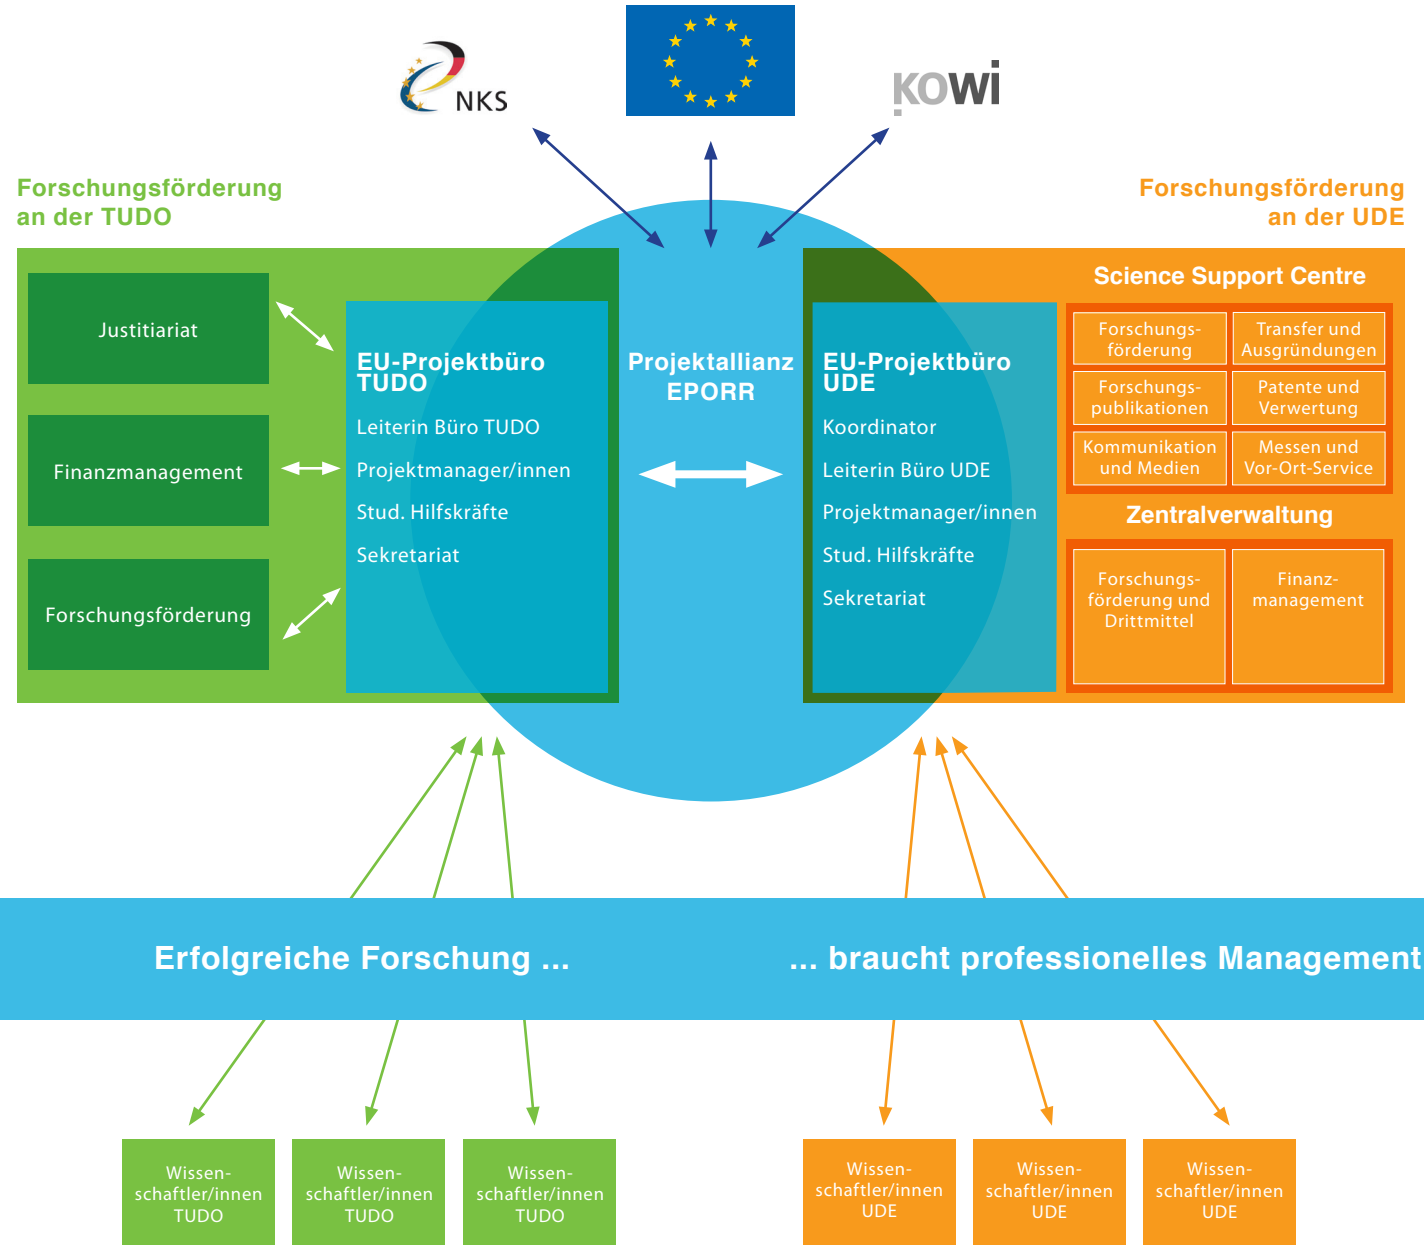 NKS
KOWi
Forschungsförderung
an der TUDO
Forschungsförderung
an der UDE
Justitiariat
Finanzmanagement
Forschungsförderung
EU-Projektbüro
TUDO
Leiterin Büro TUDO
Projektmanager/innen
Stud. Hilfskräfte
Sekretariat
Projektallianz
EPORR
EU-Projektbüro
UDE
Koordinator
Leiterin Büro UDE
Projektmanager/innen
Stud. Hilfskräfte
Sekretariat
Science Support Centre
Forschungs-
förderung
Transfer und
Ausgründungen
Forschungs-
publikationen
Patente und
Verwertung
Kommunikation
und Medien
Messen und
Vor-Ort-Service
Zentralverwaltung
Forschungs-
förderung und
Drittmittel
Finanz-
management
Erfolgreiche Forschung ...
... braucht professionelles Management
Wissen-
schaftler/innen
TUDO
Wissen-
schaftler/innen
TUDO
Wissen-
schaftler/innen
TUDO
Wissen-
schaftler/innen
UDE
Wissen-
schaftler/innen
UDE
Wissen-
schaftler/innen
UDE